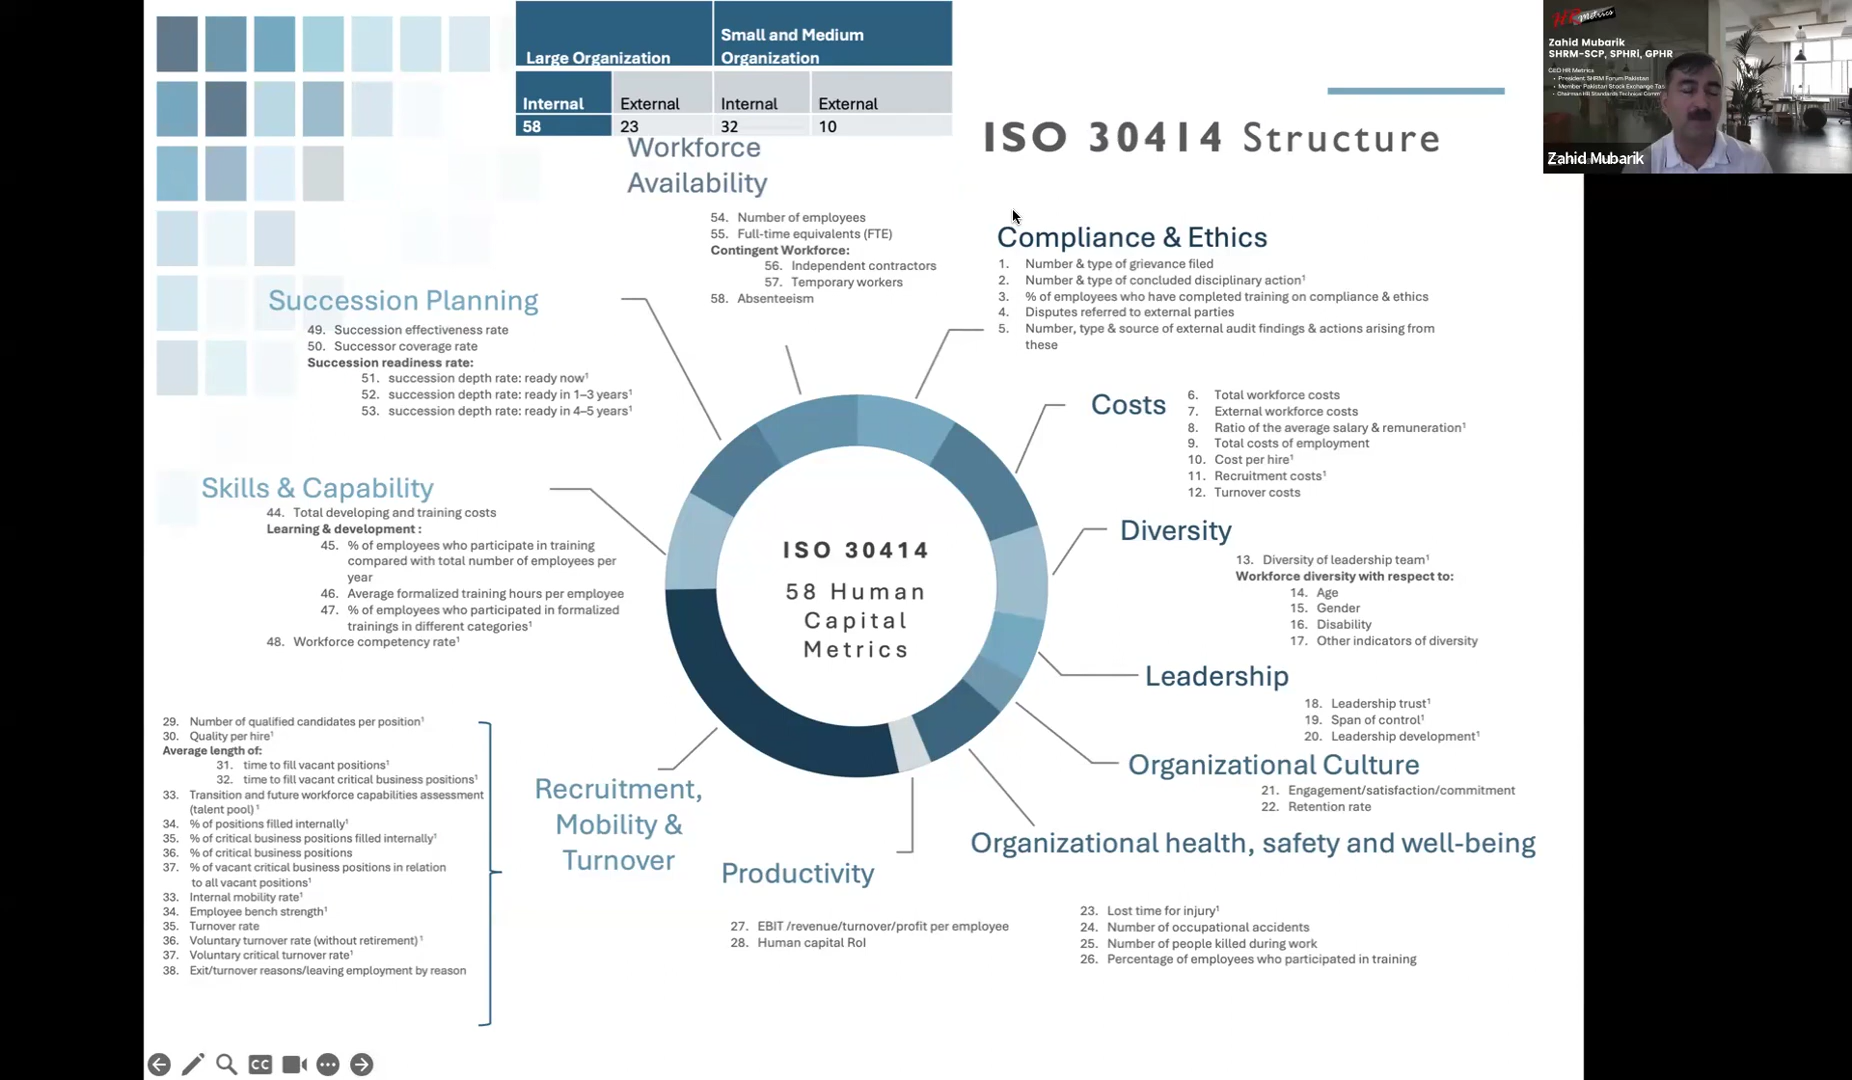 Large Organization
Small and Medium
Organization
Internal External Internal External
58 23 32 10
ISO 30414 Structure
Workforce
Availability
54. Number of employees
55. Full-time equivalents (FTE)
Contingent Workforce:
56. Independent contractors
57. Temporary workers
58. Absenteeism
Compliance & Ethics
1. Number & type of grievance filed
2. Number & type of concluded disciplinary action¹
3. % of employees who have completed training on compliance & ethics
4. Disputes referred to external parties
5. Number, type & source of external audit findings & actions arising from
these
Costs
6. Total workforce costs
7. External workforce costs
8. Ratio of the average salary & remuneration¹
9. Total costs of employment
10. Cost per hire¹
11. Recruitment costs¹
12. Turnover costs
Diversity
13. Diversity of leadership team¹
Workforce diversity with respect to:
14. Age
15. Gender
16. Disability
17. Other indicators of diversity
Leadership
18. Leadership trust¹
19. Span of control¹
20. Leadership development¹
Organizational Culture
21. Engagement/satisfaction/commitment
22. Retention rate
Organizational health, safety and well-being
23. Lost time for injury¹
24. Number of occupational accidents
25. Number of people killed during work
26. Percentage of employees who participated in training
Productivity
27. EBIT /revenue/turnover/profit per employee
28. Human capital RoI
Recruitment,
Mobility &
Turnover
29. Number of qualified candidates per position¹
30. Quality per hire¹
Average length of:
31. time to fill vacant positions¹
32. time to fill vacant critical business positions¹
33. Transition and future workforce capabilities assessment
(talent pool) ¹
34. % of positions filled internally¹
35. % of critical business positions filled internally¹
36. % of critical business positions
37. % of vacant critical business positions in relation
to all vacant positions¹
33. Internal mobility rate¹
34. Employee bench strength¹
35. Turnover rate
36. Voluntary turnover rate (without retirement) ¹
37. Voluntary critical turnover rate¹
38. Exit/turnover reasons/leaving employment by reason
Skills & Capability
44. Total developing and training costs
Learning & development :
45. % of employees who participate in training
compared with total number of employees per
year
46. Average formalized training hours per employee
47. % of employees who participated in formalized
trainings in different categories¹
48. Workforce competency rate¹
Succession Planning
49. Succession effectiveness rate
50. Successor coverage rate
Succession readiness rate:
51. succession depth rate: ready now¹
52. succession depth rate: ready in 1–3 years¹
53. succession depth rate: ready in 4–5 years¹
ISO 30414
58 Human
Capital
Metrics
HR Metrics
Zahid Mubarik
SHRM-SCP, SPHRi, GPHR
CEO HR Metrics
• President SHRM Forum Pakistan
• Member Pakistan Stock Exchange Tas
• Chairman HR Standards Technical Comm
Zahid Mubarik
CC